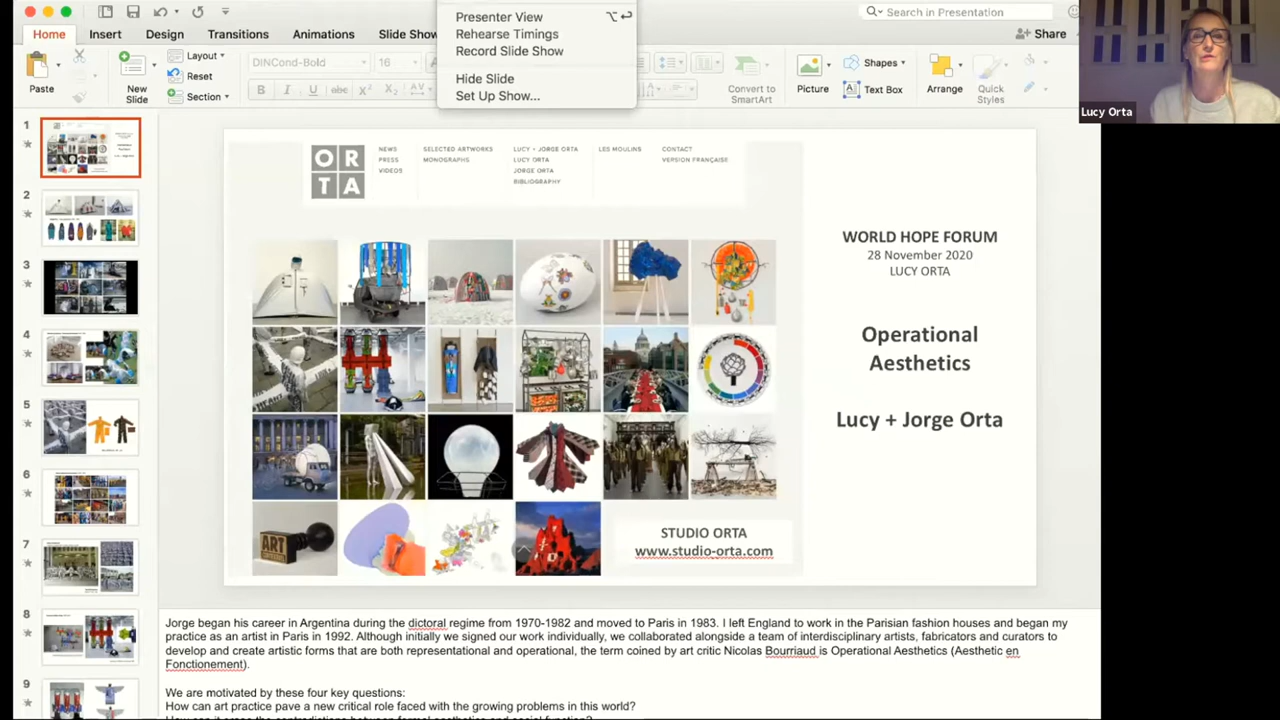 Presenter View
Rehearse Timings
Record Slide Show
Hide Slide
Set Up Show...
Search in Presentation
Home
Insert
Design
Transitions
Animations
Slide Show
Share
Paste
New
Slide
Layout
Reset
Section
DINCond-Bold
16
Convert to
SmartArt
Picture
Shapes
Text Box
Arrange
Quick
Styles
Lucy Orta
1
2
3
4
5
6
7
8
9
OR
TA
NEWS
PRESS
VIDEOS
SELECTED ARTWORKS
MONOGRAPHS
LUCY + JORGE ORTA
LUCY ORTA
JORGE ORTA
BIBLIOGRAPHY
LES MOULINS
CONTACT
VERSION FRANÇAISE
WORLD HOPE FORUM
28 November 2020
LUCY ORTA
Operational
Aesthetics
Lucy + Jorge Orta
ART
STUDIO ORTA
www.studio-orta.com
Jorge began his career in Argentina during the dictoral regime from 1970-1982 and moved to Paris in 1983. I left England to work in the Parisian fashion houses and began my
practice as an artist in Paris in 1992. Although initially we signed our work individually, we collaborated alongside a team of interdisciplinary artists, fabricators and curators to
develop and create artistic forms that are both representational and operational, the term coined by art critic Nicolas Bourriaud is Operational Aesthetics (Aesthetic en
Fonctionement).
We are motivated by these four key questions:
How can art practice pave a new critical role faced with the growing problems in this world?